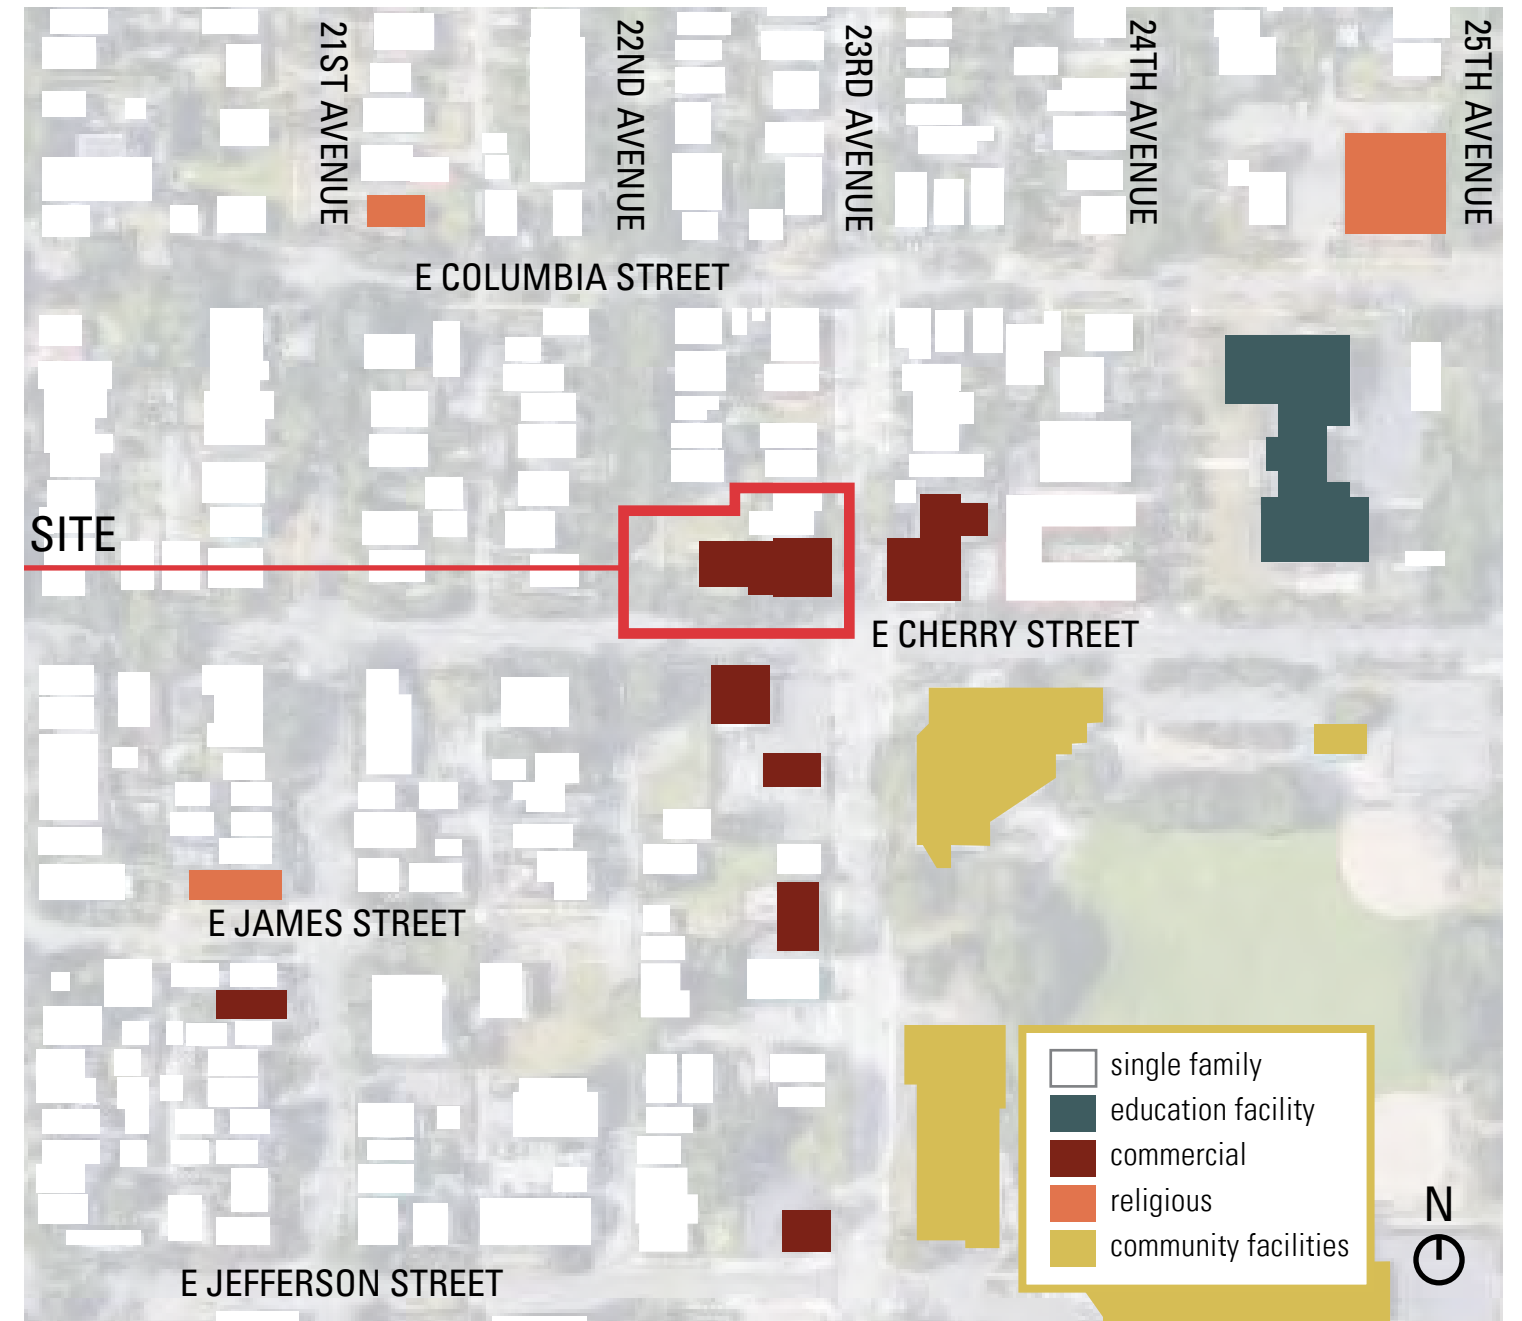 21ST AVENUE
22ND AVENUE
23RD AVENUE
24TH AVENUE
25TH AVENUE
E COLUMBIA STREET
SITE
E CHERRY STREET
E JAMES STREET
single family
education facility
commercial
religious
community facilities
N
E JEFFERSON STREET